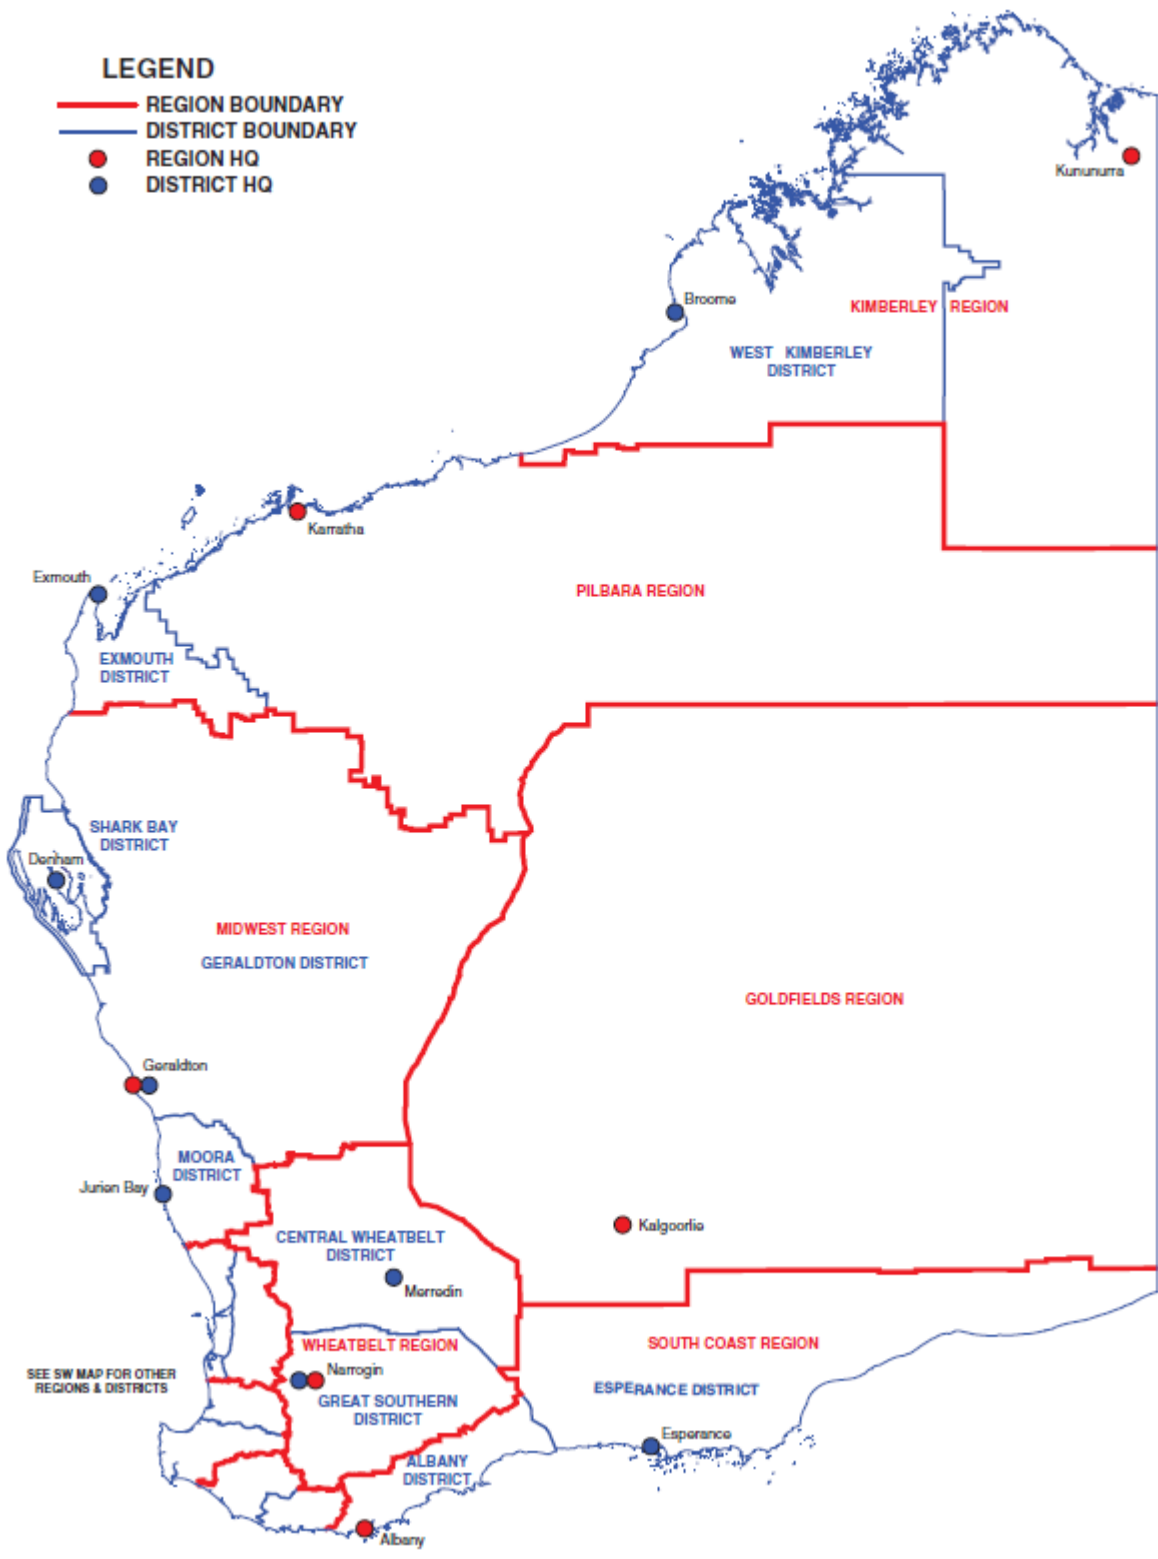 LEGEND
REGION BOUNDARY
DISTRICT BOUNDARY
REGION HQ
DISTRICT HQ
Kununurra
Broome
KIMBERLEY REGION
WEST KIMBERLEY
DISTRICT
Karratha
Exmouth
PILBARA REGION
EXMOUTH
DISTRICT
SHARK BAY
DISTRICT
Denham
MIDWEST REGION
GERALDTON DISTRICT
GOLDFIELDS REGION
Geraldton
MOORA
DISTRICT
Jurien Bay
Kalgoorlie
CENTRAL WHEATBELT
DISTRICT
Merredin
WHEATBELT REGION
SOUTH COAST REGION
SEE SW MAP FOR OTHER
REGIONS & DISTRICTS
Narrogin
GREAT SOUTHERN
DISTRICT
ESPERANCE DISTRICT
Esperance
ALBANY
DISTRICT
Albany